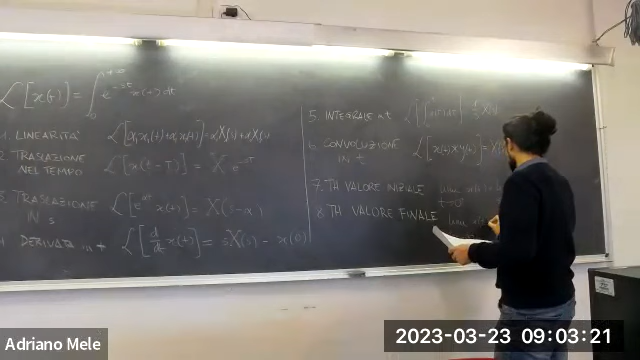 L[x(t)] = ∫₀^{+∞} e^{-st} x(t) dt
1. LINEARITA' L[α₁x₁(t)+α₂x₂(t)] = α₁X₁(s)+α₂X₂(s)
2. TRASLAZIONE NEL TEMPO L[x(t-T)] = X e^{-sT}
3. TRASLAZIONE IN s L[e^{αt} x(t)] = X(s-α)
4. DERIVAZ. in t L[d/dt x(t)] = sX(s) - x(0)
5. INTEGRALE in t
6. CONVOLUZIONE IN t
7. TH VALORE INIZIALE
8. TH VALORE FINALE
Adriano Mele
2023-03-23 09:03:21